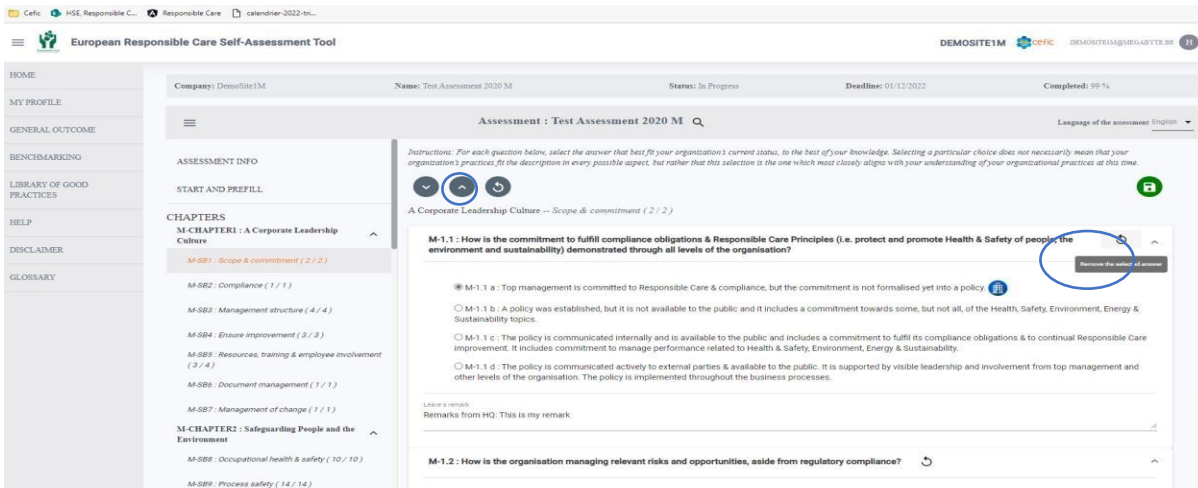 Cefic HSE, Responsible C... Responsible Care calendrier-2022-tri...
European Responsible Care Self-Assessment Tool
DEMOSITE1M cefic DEMOSITE1M@MEGABYTE.BE H
HOME
MY PROFILE
GENERAL OUTCOME
BENCHMARKING
LIBRARY OF GOOD
PRACTICES
HELP
DISCLAIMER
GLOSSARY
Company: DemoSite1M Name: Test Assessment 2020 M Status: In Progress Deadline: 01/12/2022 Completed: 99 %
Assessment : Test Assessment 2020 M
Language of the assessment English
ASSESSMENT INFO
START AND PREFILL
CHAPTERS
M-CHAPTER1 : A Corporate Leadership
Culture
M-SB1 : Scope & commitment ( 2 / 2 )
M-SB2 : Compliance ( 1 / 1 )
M-SB3 : Management structure ( 4 / 4 )
M-SB4 : Ensure improvement ( 3 / 3 )
M-SB5 : Resources, training & employee involvement
( 3 / 4 )
M-SB6 : Document management ( 1 / 1 )
M-SB7 : Management of change ( 1 / 1 )
M-CHAPTER2 : Safeguarding People and the
Environment
M-SB8 : Occupational health & safety ( 10 / 10 )
M-SB9 : Process safety ( 14 / 14 )
Instructions: For each question below, select the answer that best fit your organization's current status, to the best of your knowledge. Selecting a particular choice does not necessarily mean that your
organization's practices fit the description in every possible aspect, but rather that this selection is the one which most closely aligns with your understanding of your organizational practices at this time.
A Corporate Leadership Culture -- Scope & commitment ( 2 / 2 )
M-1.1 : How is the commitment to fulfill compliance obligations & Responsible Care Principles (i.e. protect and promote Health & Safety of people, the
environment and sustainability) demonstrated through all levels of the organisation?
Remove the selected answer
M-1.1 a : Top management is committed to Responsible Care & compliance, but the commitment is not formalised yet into a policy.
M-1.1 b : A policy was established, but it is not available to the public and it includes a commitment towards some, but not all, of the Health, Safety, Environment, Energy &
Sustainability topics.
M-1.1 c : The policy is communicated internally and is available to the public and includes a commitment to fulfil its compliance obligations & to continual Responsible Care
improvement. It includes commitment to manage performance related to Health & Safety, Environment, Energy & Sustainability.
M-1.1 d : The policy is communicated actively to external parties & available to the public. It is supported by visible leadership and involvement from top management and
other levels of the organisation. The policy is implemented throughout the business processes.
Leave a remark
Remarks from HQ: This is my remark
M-1.2 : How is the organisation managing relevant risks and opportunities, aside from regulatory compliance?